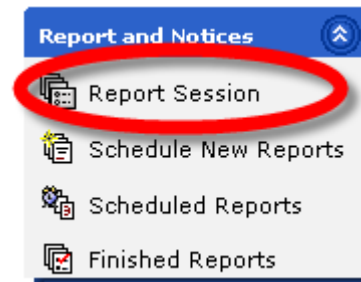 Report and Notices
Report Session
Schedule New Reports
Scheduled Reports
Finished Reports